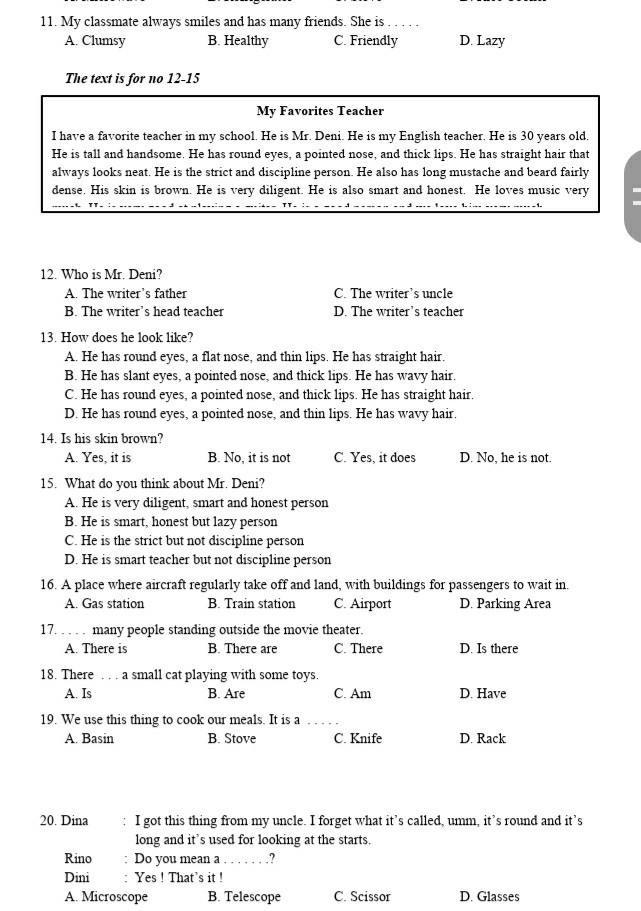 11. My classmate always smiles and has many friends. She is . . . . .
A. Clumsy B. Healthy C. Friendly D. Lazy
The text is for no 12-15
My Favorites Teacher
I have a favorite teacher in my school. He is Mr. Deni. He is my English teacher. He is 30 years old.
He is tall and handsome. He has round eyes, a pointed nose, and thick lips. He has straight hair that
always looks neat. He is the strict and discipline person. He also has long mustache and beard fairly
dense. His skin is brown. He is very diligent. He is also smart and honest. He loves music very
12. Who is Mr. Deni?
A. The writer's father C. The writer's uncle
B. The writer's head teacher D. The writer's teacher
13. How does he look like?
A. He has round eyes, a flat nose, and thin lips. He has straight hair.
B. He has slant eyes, a pointed nose, and thick lips. He has wavy hair.
C. He has round eyes, a pointed nose, and thick lips. He has straight hair.
D. He has round eyes, a pointed nose, and thin lips. He has wavy hair.
14. Is his skin brown?
A. Yes, it is B. No, it is not C. Yes, it does D. No, he is not.
15. What do you think about Mr. Deni?
A. He is very diligent, smart and honest person
B. He is smart, honest but lazy person
C. He is the strict but not discipline person
D. He is smart teacher but not discipline person
16. A place where aircraft regularly take off and land, with buildings for passengers to wait in.
A. Gas station B. Train station C. Airport D. Parking Area
17. . . . . many people standing outside the movie theater.
A. There is B. There are C. There D. Is there
18. There . . . a small cat playing with some toys.
A. Is B. Are C. Am D. Have
19. We use this thing to cook our meals. It is a . . . . .
A. Basin B. Stove C. Knife D. Rack
20. Dina : I got this thing from my uncle. I forget what it's called, umm, it's round and it's
long and it's used for looking at the starts.
Rino : Do you mean a . . . . . . .?
Dini : Yes ! That's it !
A. Microscope B. Telescope C. Scissor D. Glasses